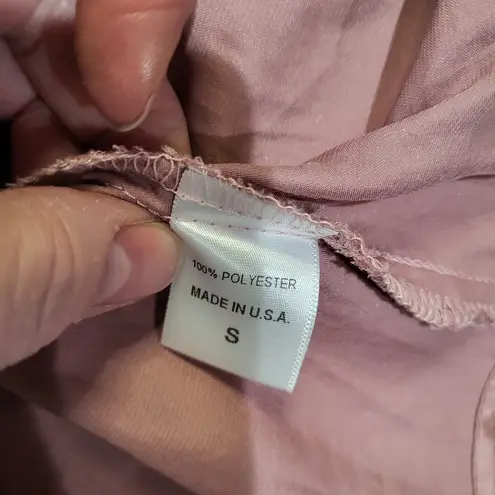 100% POLYESTER
MADE IN U.S.A.
S